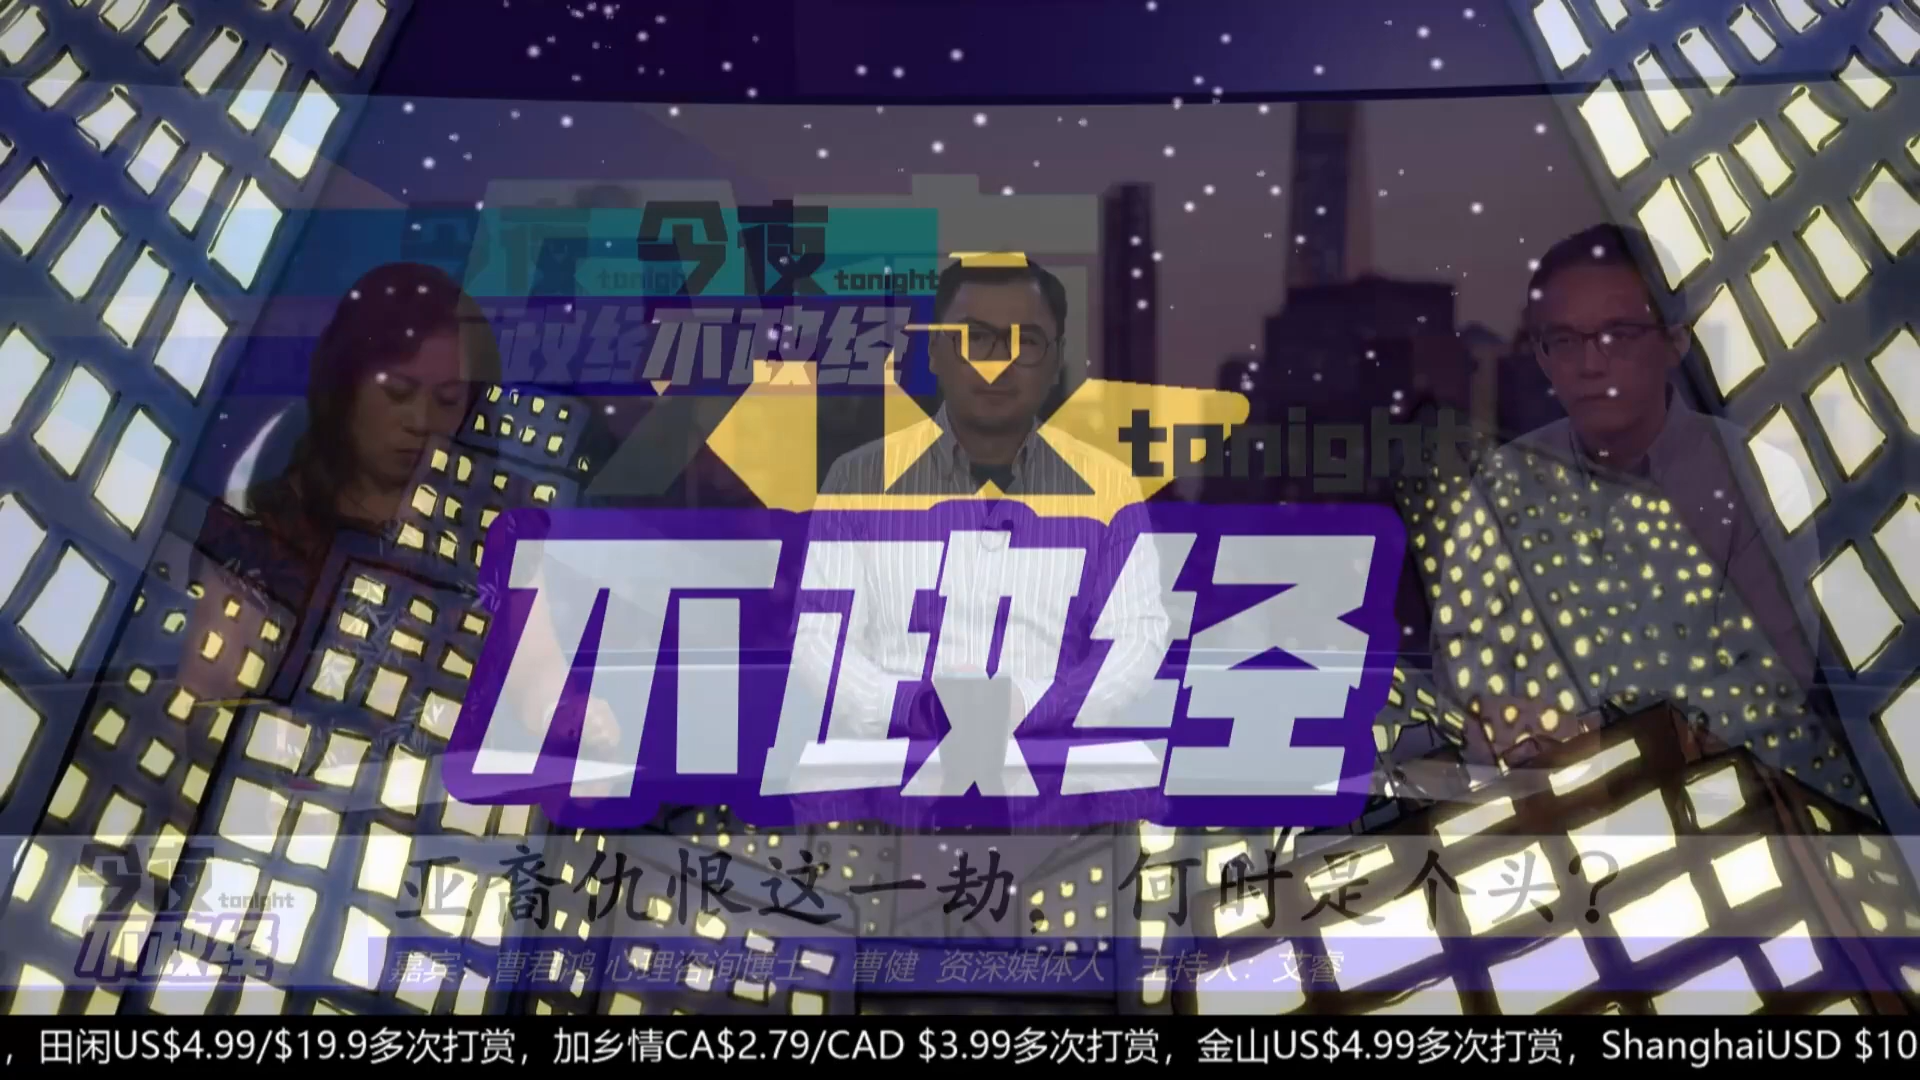 今夜 tonight
不政经
今夜 tonight
不政经
亚裔仇恨这一劫，何时是个头？
今夜 tonight
不政经
嘉宾：曹君鸿 心理咨询博士 曹健 资深媒体人 主持人：艾睿
，田闲US$4.99/$19.9多次打赏，加乡情CA$2.79/CAD $3.99多次打赏，金山US$4.99多次打赏，ShanghaiUSD $10